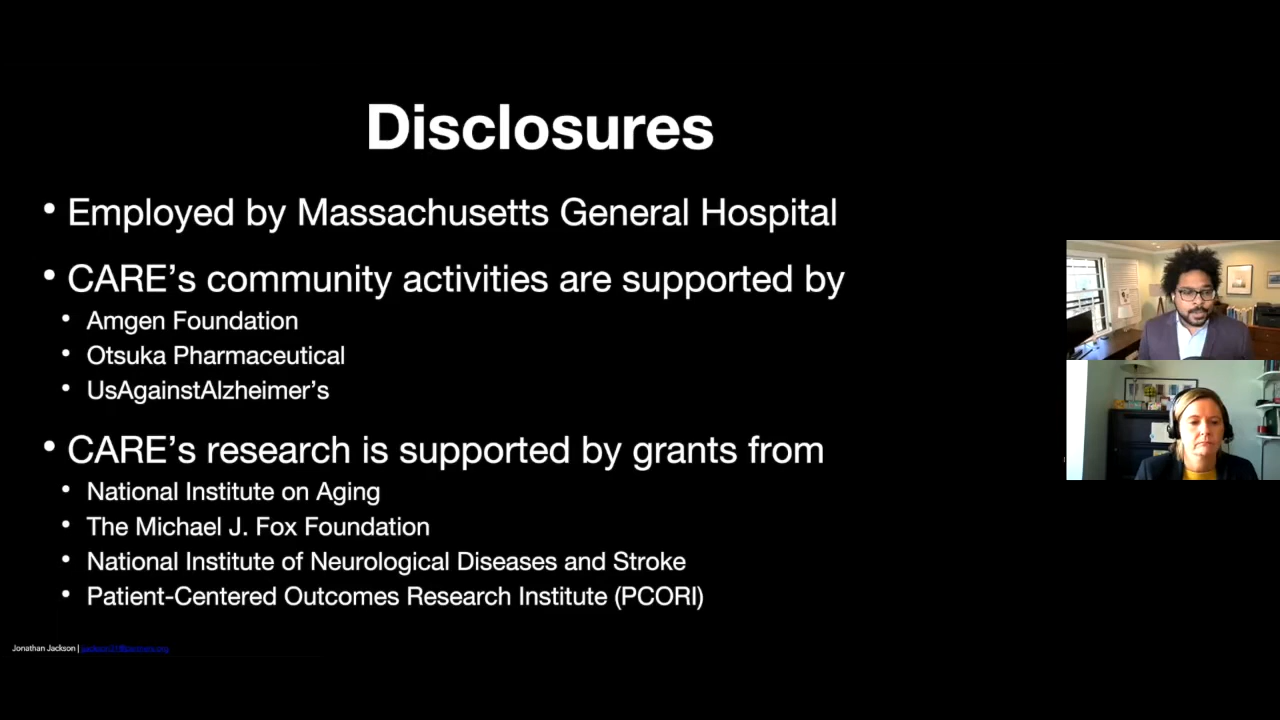 Disclosures
• Employed by Massachusetts General Hospital
• CARE’s community activities are supported by
• Amgen Foundation
• Otsuka Pharmaceutical
• UsAgainstAlzheimer’s
• CARE’s research is supported by grants from
• National Institute on Aging
• The Michael J. Fox Foundation
• National Institute of Neurological Diseases and Stroke
• Patient-Centered Outcomes Research Institute (PCORI)
Jonathan Jackson |